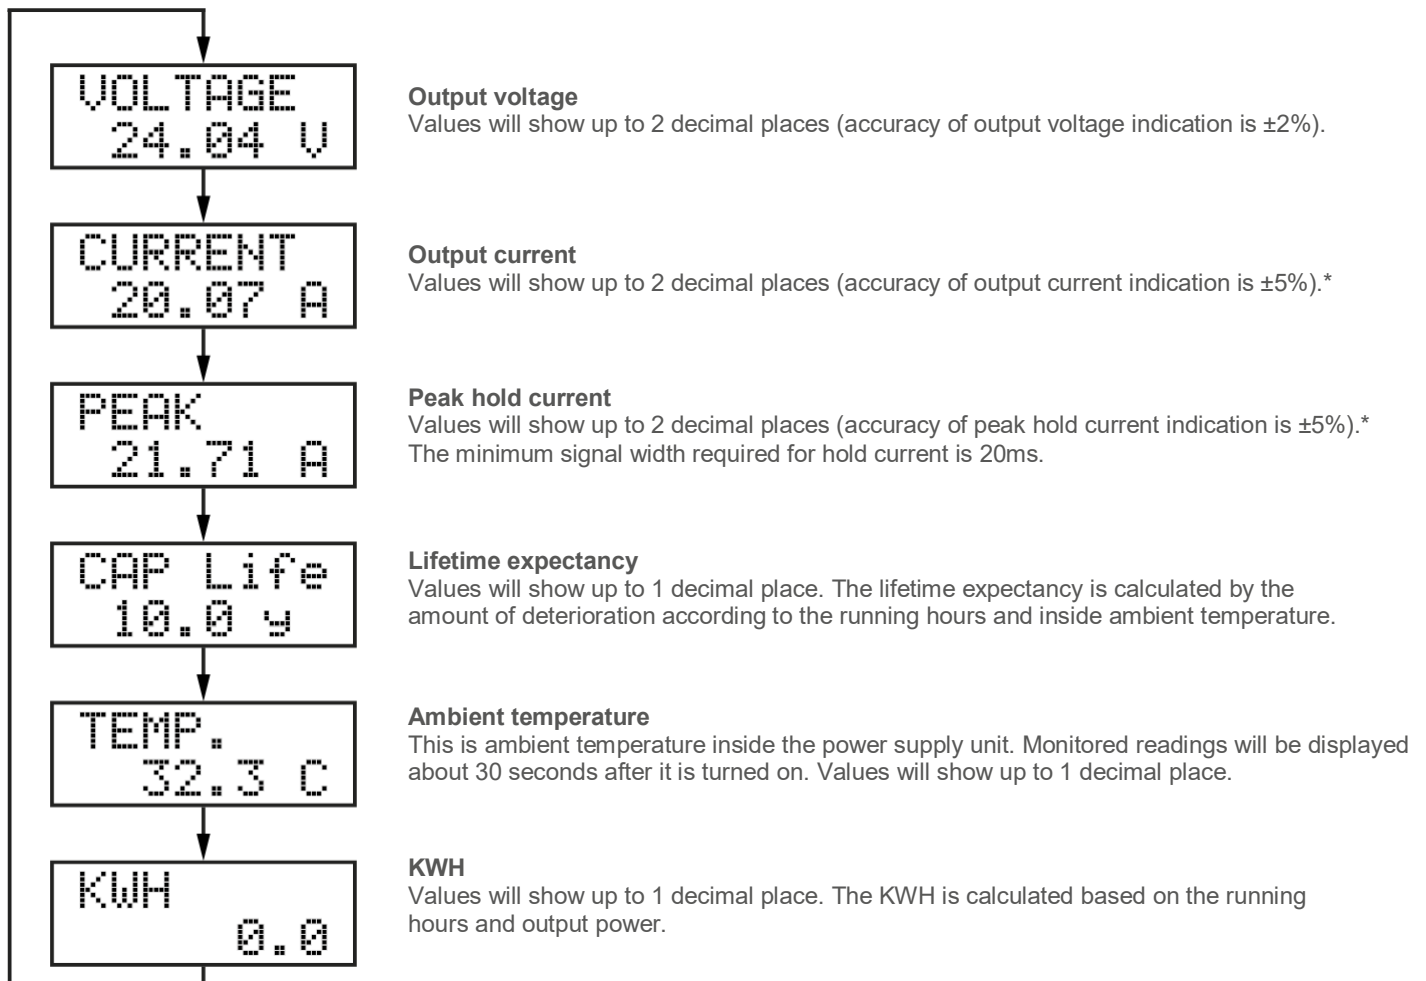 VOLTAGE
24.04 V
Output voltage
Values will show up to 2 decimal places (accuracy of output voltage indication is ±2%).
CURRENT
20.07 A
Output current
Values will show up to 2 decimal places (accuracy of output current indication is ±5%).*
PEAK
21.71 A
Peak hold current
Values will show up to 2 decimal places (accuracy of peak hold current indication is ±5%).*
The minimum signal width required for hold current is 20ms.
CAP Life
10.0 y
Lifetime expectancy
Values will show up to 1 decimal place. The lifetime expectancy is calculated by the
amount of deterioration according to the running hours and inside ambient temperature.
TEMP.
32.3 C
Ambient temperature
This is ambient temperature inside the power supply unit. Monitored readings will be displayed
about 30 seconds after it is turned on. Values will show up to 1 decimal place.
KWH
0.0
KWH
Values will show up to 1 decimal place. The KWH is calculated based on the running
hours and output power.